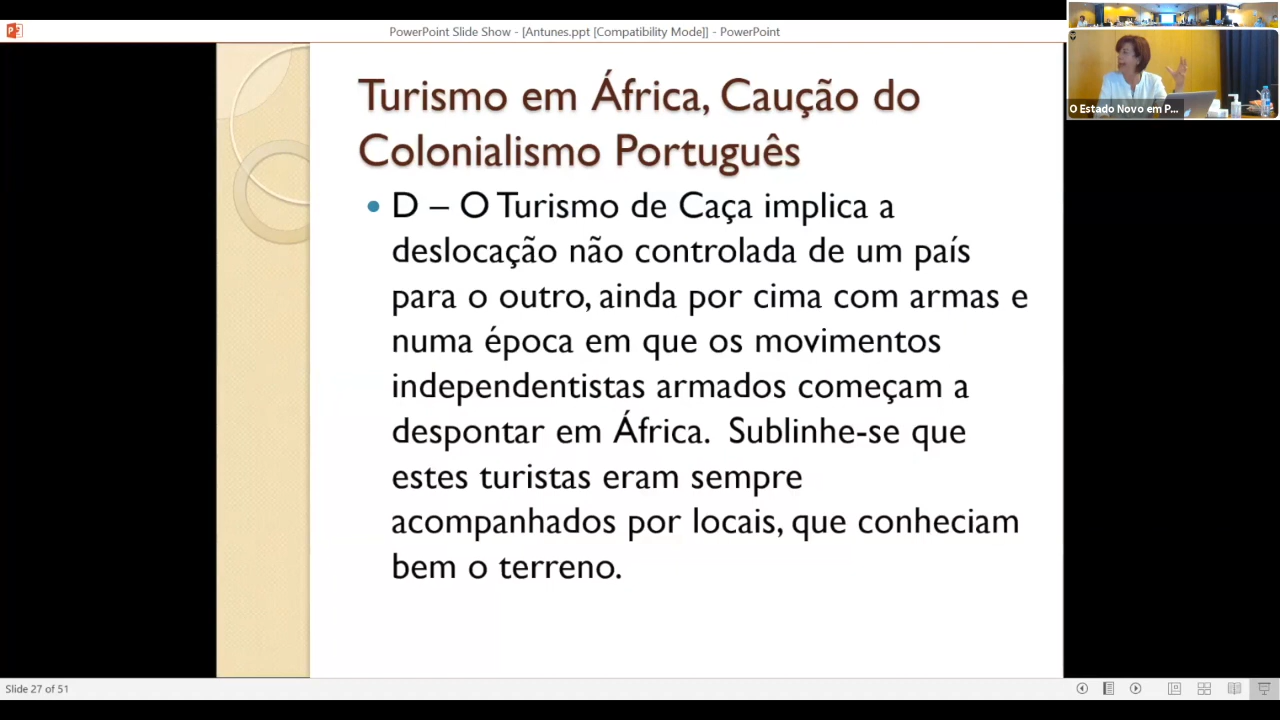 PowerPoint Slide Show - [Antunes.ppt [Compatibility Mode]] - PowerPoint
O Estado Novo em P...
Turismo em África, Caução do
Colonialismo Português
D – O Turismo de Caça implica a
deslocação não controlada de um país
para o outro, ainda por cima com armas e
numa época em que os movimentos
independentistas armados começam a
despontar em África. Sublinhe-se que
estes turistas eram sempre
acompanhados por locais, que conheciam
bem o terreno.
Slide 27 of 51